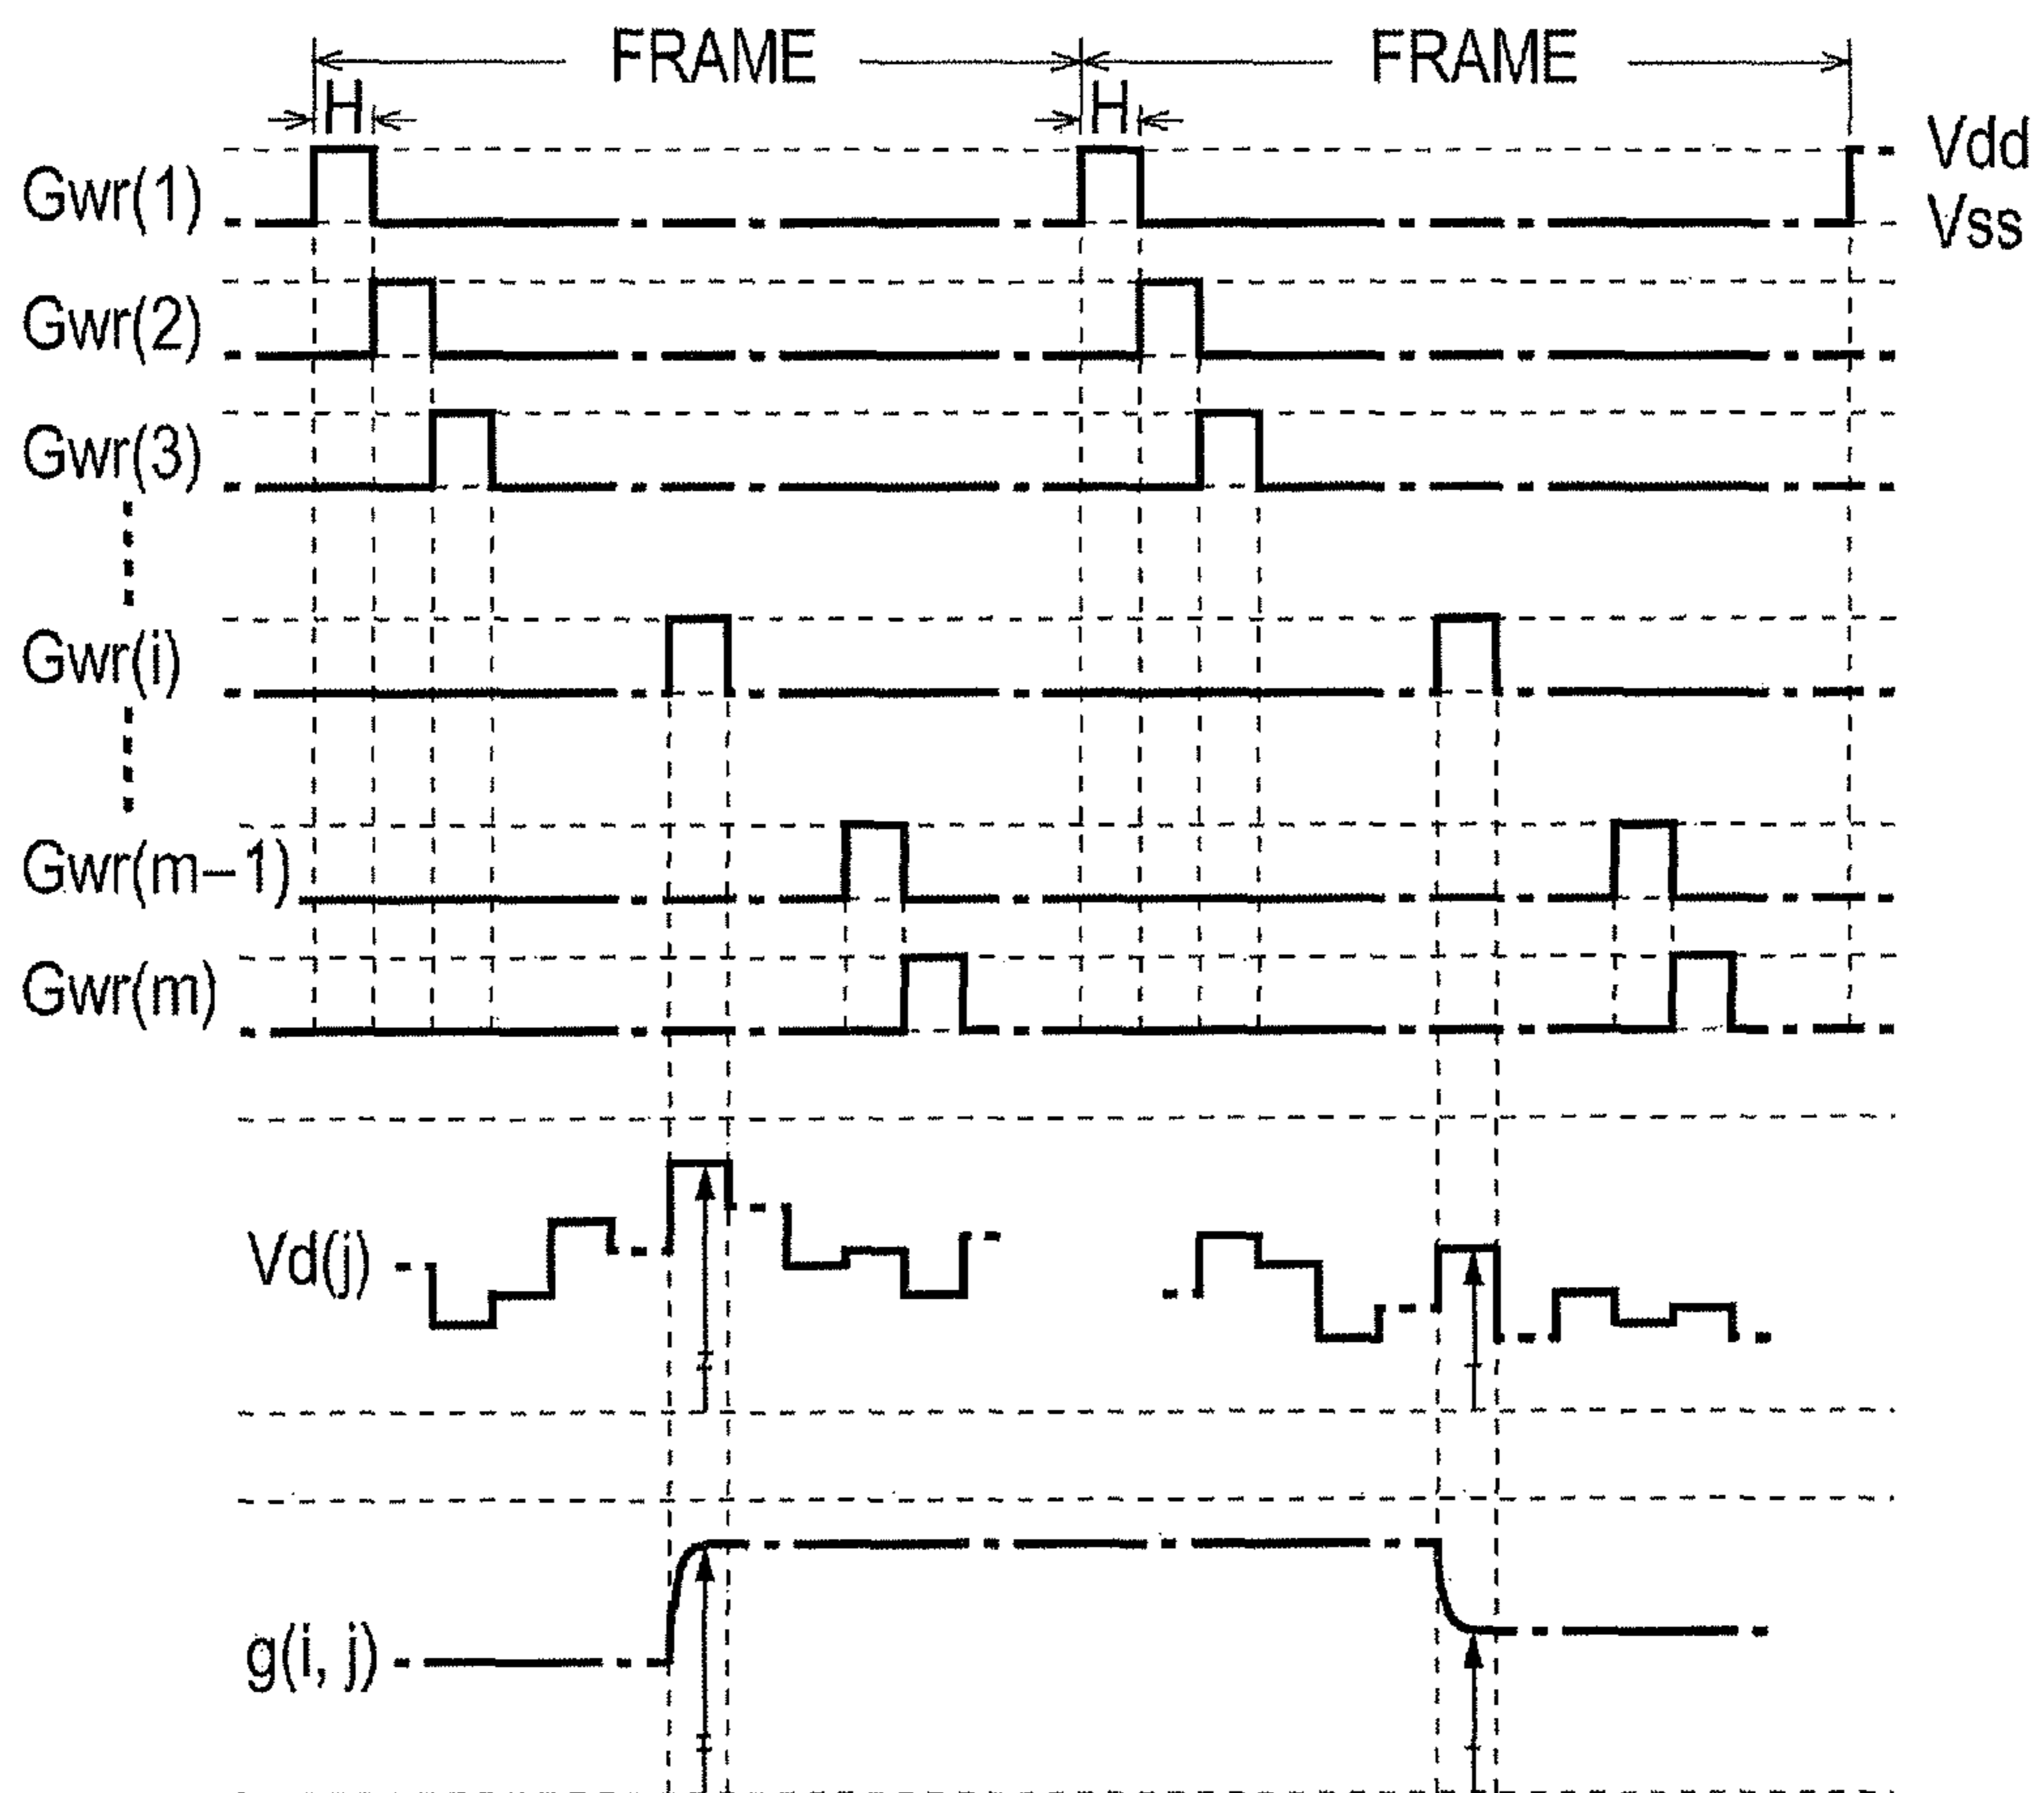 FRAME FRAME
H H
Vdd
Gwr(1)
Vss
Gwr(2)
Gwr(3)
Gwr(i)
Gwr(m−1)
Gwr(m)
Vd(j)
g(i, j)